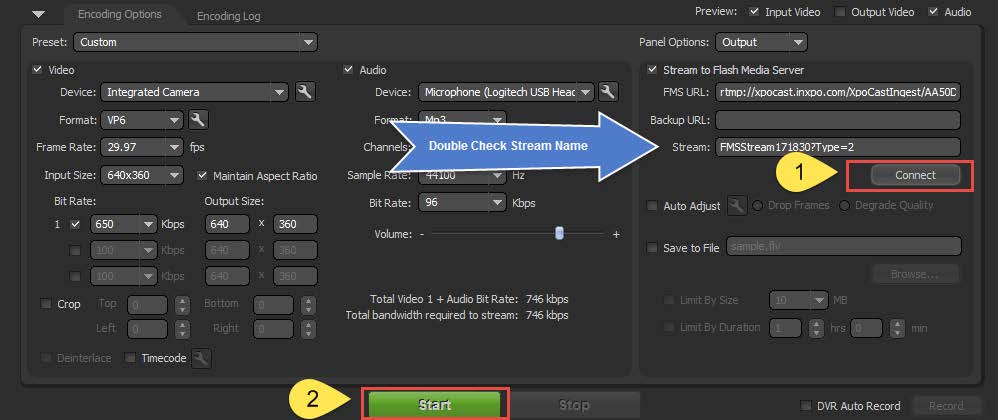 Encoding Options
Encoding Log
Preview: Input Video Output Video Audio
Preset: Custom
Panel Options: Output
Video
Device: Integrated Camera
Format: VP6
Frame Rate: 29.97 fps
Input Size: 640x360 Maintain Aspect Ratio
Bit Rate: Output Size:
1 650 Kbps 640 x 360
100 Kbps 640 x 360
100 Kbps 640 x 360
Crop Top 0 Bottom 0
Left 0 Right 0
Deinterlace Timecode
Audio
Device: Microphone (Logitech USB Head
Format: Mp3
Channels
Double Check Stream Name
Sample Rate: 44100 Hz
Bit Rate: 96 Kbps
Volume: - +
Total Video 1 + Audio Bit Rate: 746 kbps
Total bandwidth required to stream: 746 kbps
Stream to Flash Media Server
FMS URL: rtmp://xpocast.inxpo.com/XpoCastIngest/AA50D
Backup URL:
Stream: FMSStream171830?Type=2
1
Connect
Auto Adjust Drop Frames Degrade Quality
Save to File sample.flv
Browse...
Limit By Size 10 MB
Limit By Duration 1 hrs 0 min
2
Start
Stop
DVR Auto Record Record